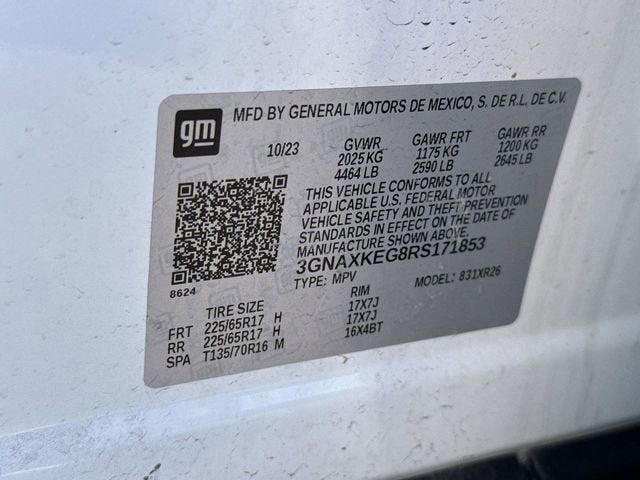 gm
MFD BY GENERAL MOTORS DE MEXICO, S. DE R.L. DE C.V.
10/23 GVWR GAWR FRT GAWR RR
2025 KG 1175 KG 1200 KG
4464 LB 2590 LB 2645 LB
THIS VEHICLE CONFORMS TO ALL
APPLICABLE U.S. FEDERAL MOTOR
VEHICLE SAFETY AND THEFT PREVENTION
STANDARDS IN EFFECT ON THE DATE OF
MANUFACTURE SHOWN ABOVE.
3GNAXKEG8RS171853
8624
TYPE: MPV MODEL: 831XR26
TIRE SIZE RIM
FRT 225/65R17 H 17X7J
RR 225/65R17 H 17X7J
SPA T135/70R16 M 16X4BT